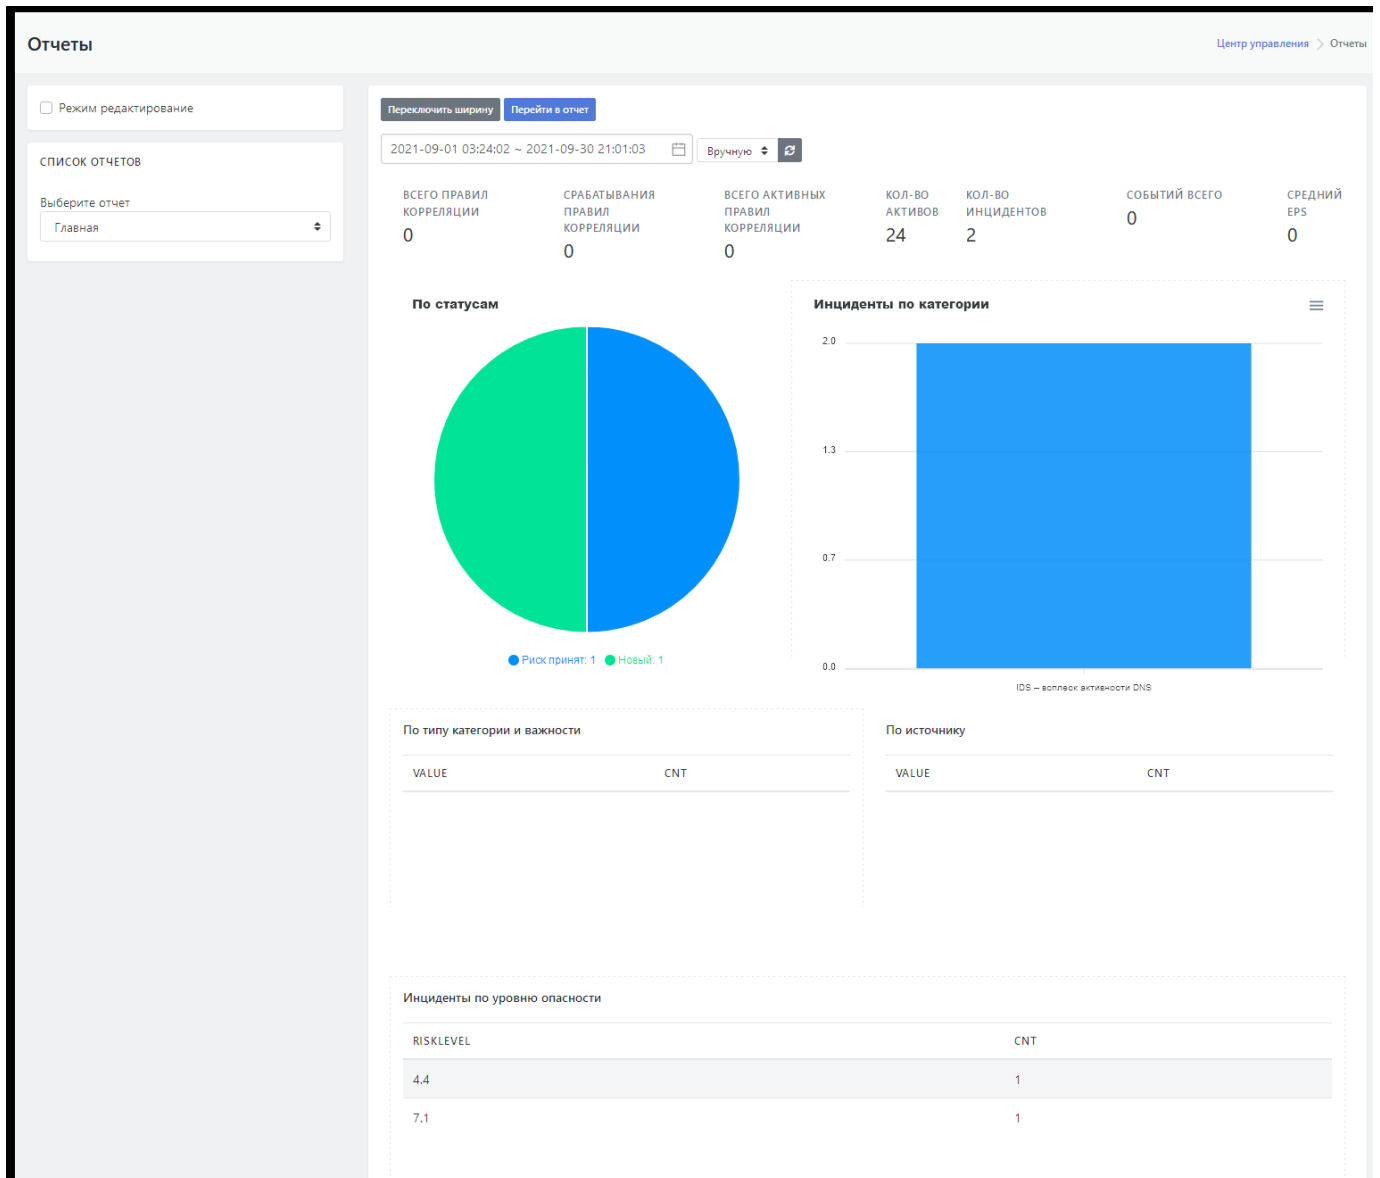 Отчеты
Центр управления > Отчеты
Режим редактирование
СПИСОК ОТЧЕТОВ
Выберите отчет
Главная
Переключить ширину
Перейти в отчет
2021-09-01 03:24:02 ~ 2021-09-30 21:01:03
Вручную
ВСЕГО ПРАВИЛ
КОРРЕЛЯЦИИ
0
СРАБАТЫВАНИЯ
ПРАВИЛ
КОРРЕЛЯЦИИ
0
ВСЕГО АКТИВНЫХ
ПРАВИЛ
КОРРЕЛЯЦИИ
0
КОЛ-ВО
АКТИВОВ
24
КОЛ-ВО
ИНЦИДЕНТОВ
2
СОБЫТИЙ ВСЕГО
0
СРЕДНИЙ
EPS
0
По статусам
Риск принят: 1
Новый: 1
Инциденты по категории
2.0
1.3
0.7
0.0
IDS – всплеск активности DNS
По типу категории и важности
VALUE CNT
По источнику
VALUE CNT
Инциденты по уровню опасности
RISKLEVEL CNT
4.4 1
7.1 1